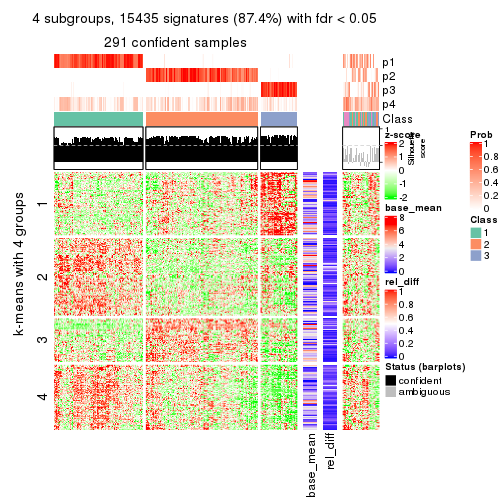 4 subgroups, 15435 signatures (87.4%) with fdr < 0.05
291 confident samples
p1
p2
p3
p4
Class
1
Silhouette
score
k-means with 4 groups
1
2
3
4
base_mean
rel_diff
z-score
2
1
0
-1
-2
base_mean
8
6
4
2
0
rel_diff
1
0.8
0.6
0.4
0.2
0
Status (barplots)
confident
ambiguous
Prob
1
0.8
0.6
0.4
0.2
0
Class
1
2
3